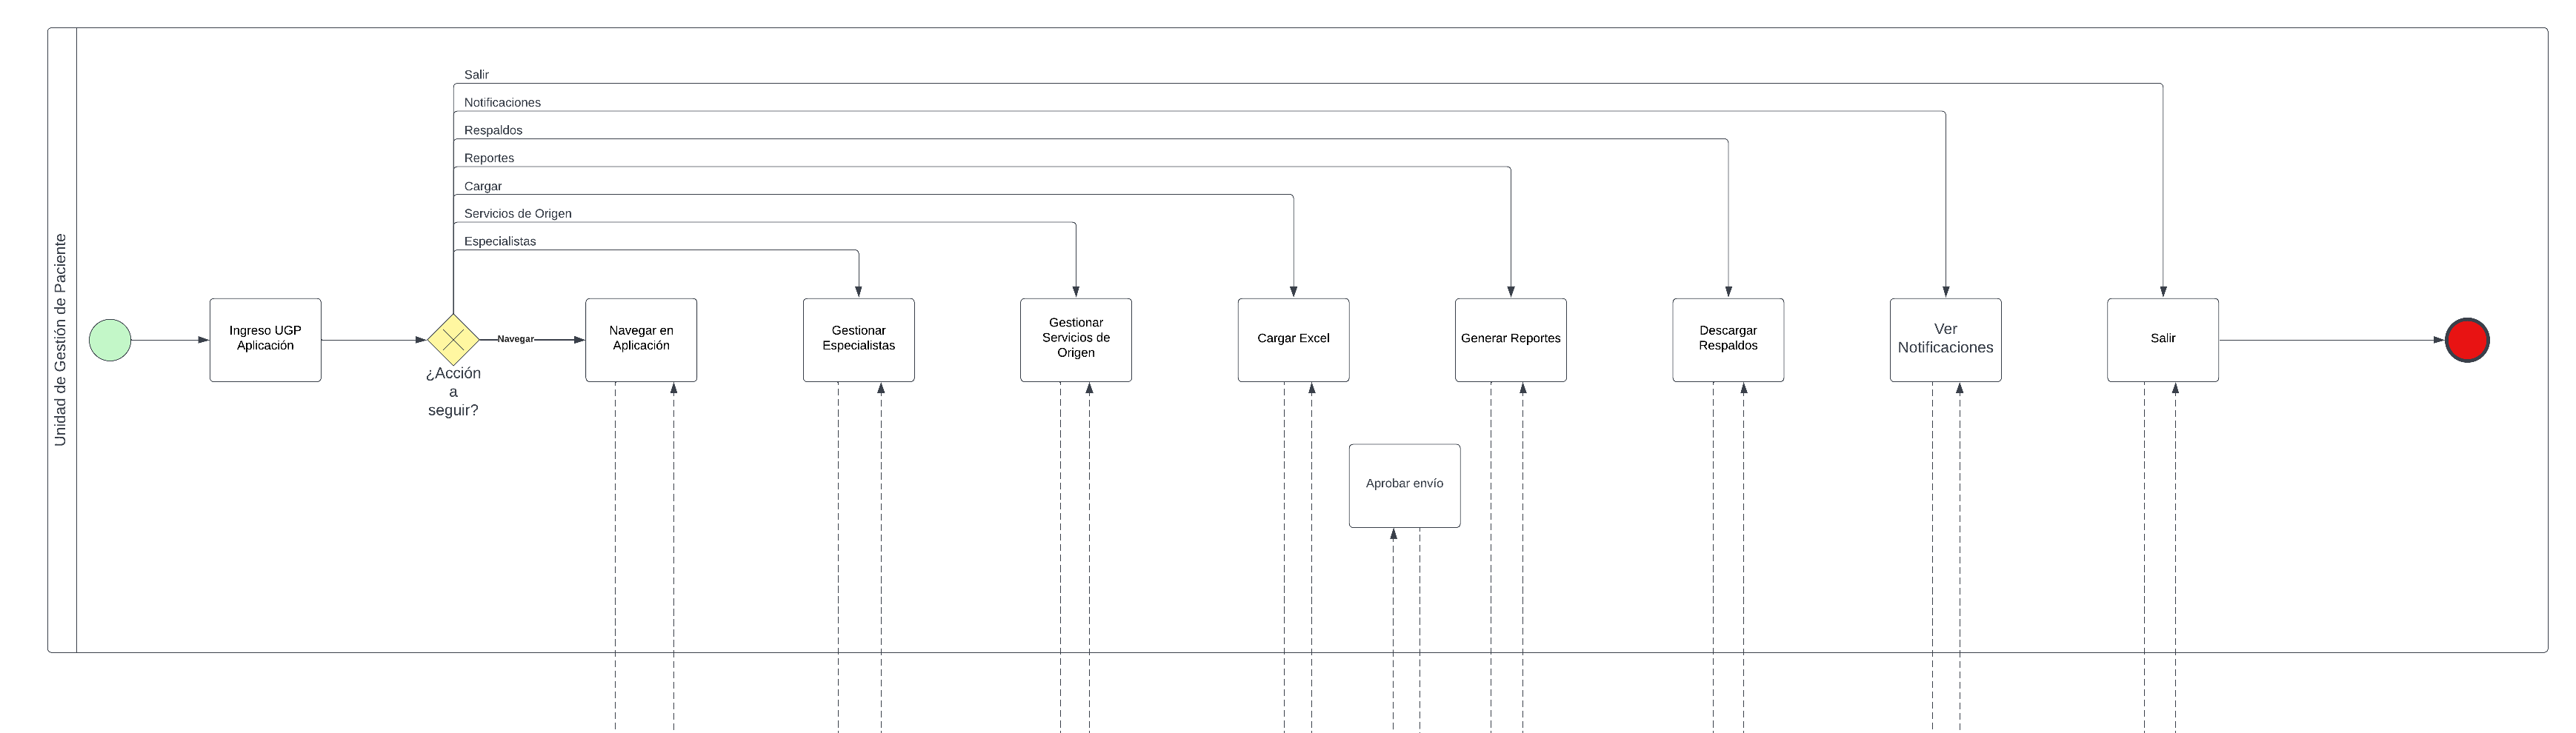 Unidad de Gestión de Paciente
Salir
Notificaciones
Respaldos
Reportes
Cargar
Servicios de Origen
Especialistas
Ingreso UGP
Aplicación
¿Acción
a
seguir?
Navegar
Navegar en
Aplicación
Gestionar
Especialistas
Gestionar
Servicios de
Origen
Cargar Excel
Generar Reportes
Descargar
Respaldos
Ver
Notificaciones
Salir
Aprobar envío